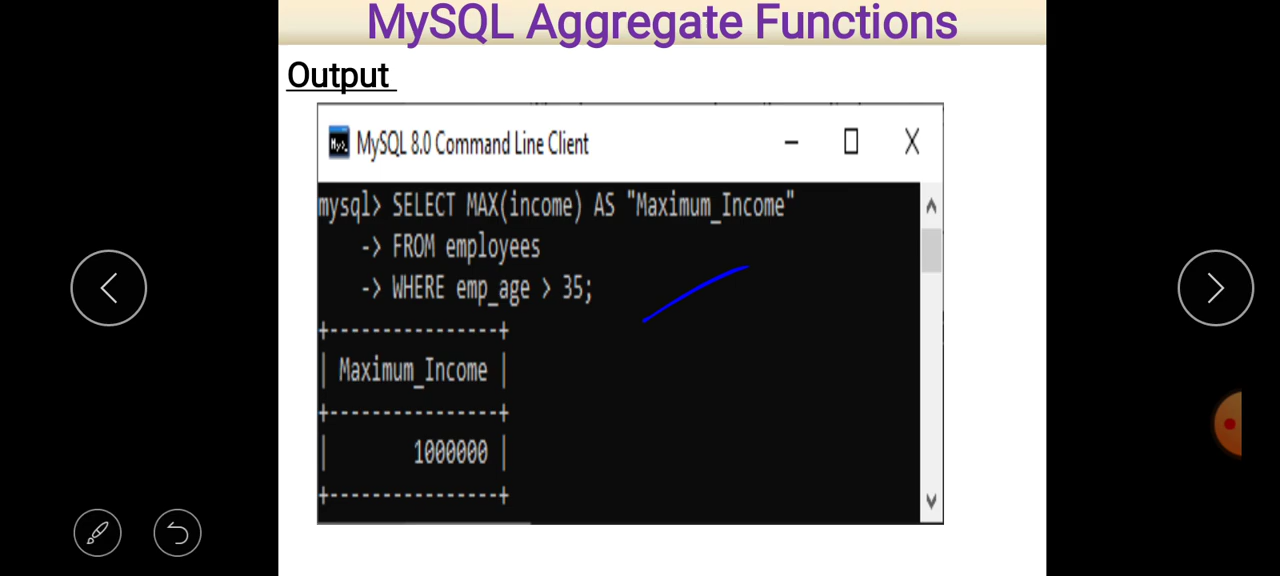 MySQL Aggregate Functions
Output
MySQL 8.0 Command Line Client
mysql> SELECT MAX(income) AS "Maximum_Income"
-> FROM employees
-> WHERE emp_age > 35;
+---------------+
| Maximum_Income |
+---------------+
| 1000000 |
+---------------+